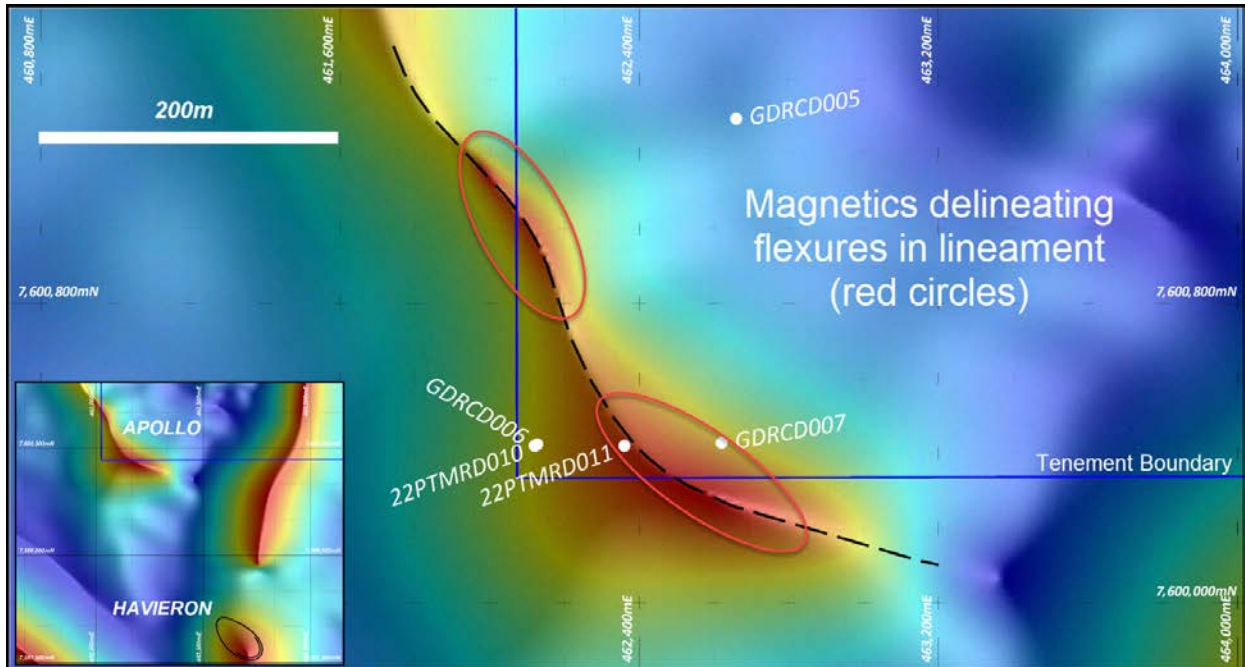 460,800mE
461,600mE
462,400mE
463,200mE
464,000mE
200m
GDRCD005
Magnetics delineating
flexures in lineament
(red circles)
7,600,800mN
7,600,800mN
GDRCD006
22PTMRD010
22PTMRD011
GDRCD007
Tenement Boundary
APOLLO
HAVIERON
462,400mE
463,200mE
7,600,000mN
464,000mE